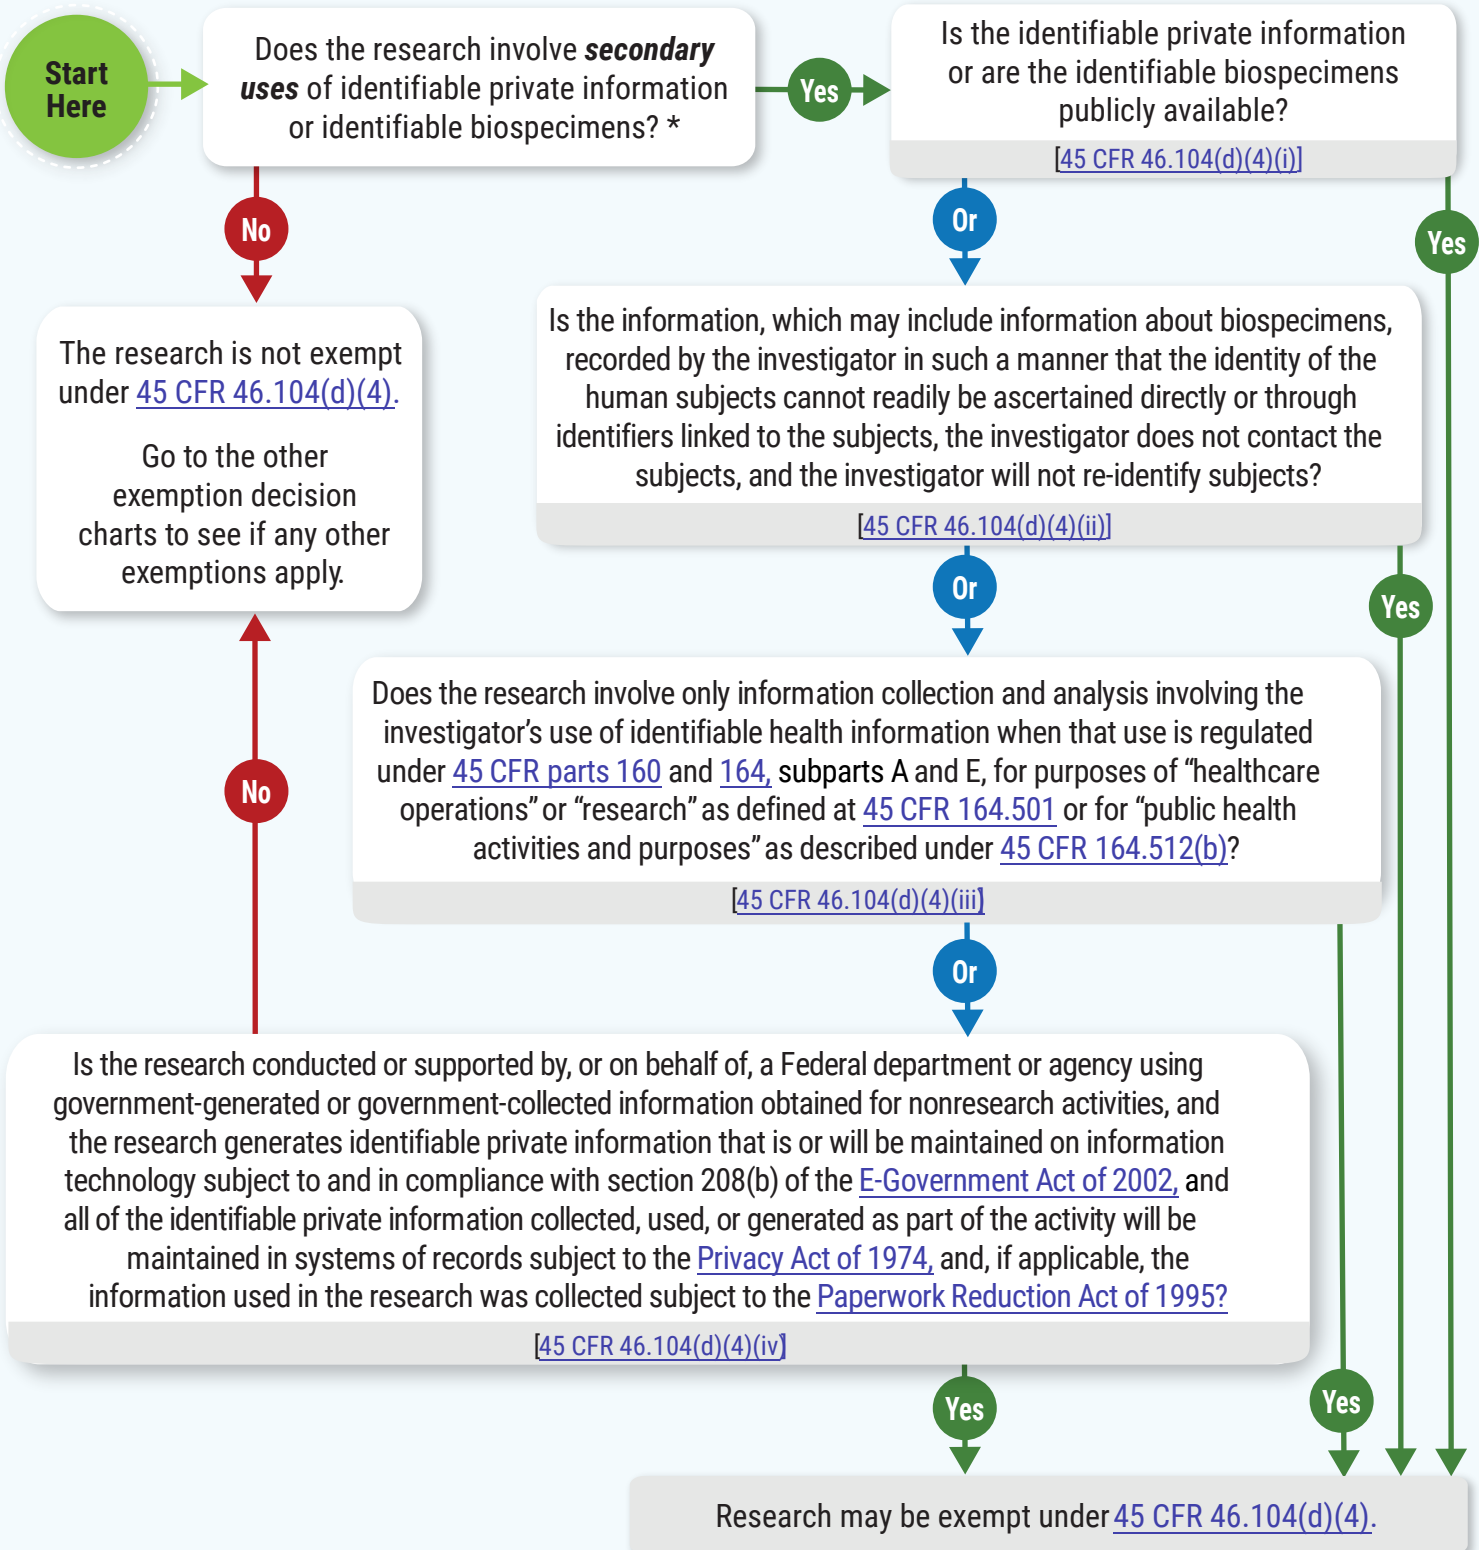 Start
Here
Does the research involve secondary
uses of identifiable private information
or identifiable biospecimens? *
Yes
Is the identifiable private information
or are the identifiable biospecimens
publicly available?
[45 CFR 46.104(d)(4)(i)]
No
Or
Yes
The research is not exempt
under 45 CFR 46.104(d)(4).
Go to the other
exemption decision
charts to see if any other
exemptions apply.
Is the information, which may include information about biospecimens,
recorded by the investigator in such a manner that the identity of the
human subjects cannot readily be ascertained directly or through
identifiers linked to the subjects, the investigator does not contact the
subjects, and the investigator will not re-identify subjects?
[45 CFR 46.104(d)(4)(ii)]
Or
Yes
No
Does the research involve only information collection and analysis involving the
investigator's use of identifiable health information when that use is regulated
under 45 CFR parts 160 and 164, subparts A and E, for purposes of “healthcare
operations” or “research” as defined at 45 CFR 164.501 or for “public health
activities and purposes” as described under 45 CFR 164.512(b)?
[45 CFR 46.104(d)(4)(iii)]
Or
Is the research conducted or supported by, or on behalf of, a Federal department or agency using
government-generated or government-collected information obtained for nonresearch activities, and
the research generates identifiable private information that is or will be maintained on information
technology subject to and in compliance with section 208(b) of the E-Government Act of 2002, and
all of the identifiable private information collected, used, or generated as part of the activity will be
maintained in systems of records subject to the Privacy Act of 1974, and, if applicable, the
information used in the research was collected subject to the Paperwork Reduction Act of 1995?
[45 CFR 46.104(d)(4)(iv)]
Yes
Yes
Research may be exempt under 45 CFR 46.104(d)(4).